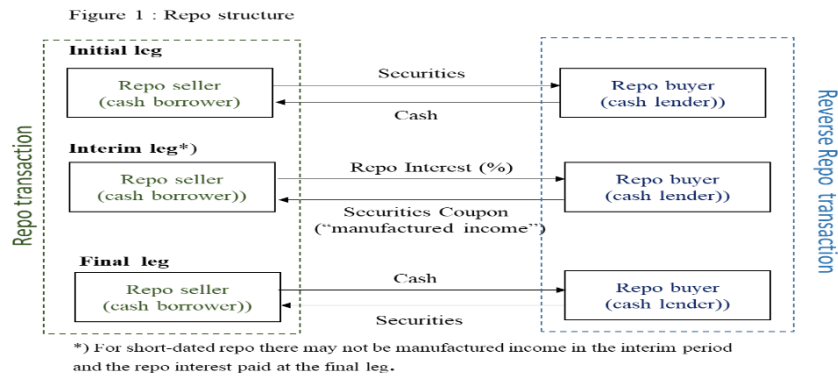 Figure 1 : Repo structure
Initial leg
Repo seller
(cash borrower)
Securities
Cash
Repo buyer
(cash lender))
Interim leg*)
Repo seller
(cash borrower))
Repo Interest (%)
Securities Coupon
(“manufactured income”)
Repo buyer
(cash lender))
Final leg
Repo seller
(cash borrower))
Cash
Securities
Repo buyer
(cash lender))
Repo transaction
Reverse Repo transaction
*) For short-dated repo there may not be manufactured income in the interim period
and the repo interest paid at the final leg.